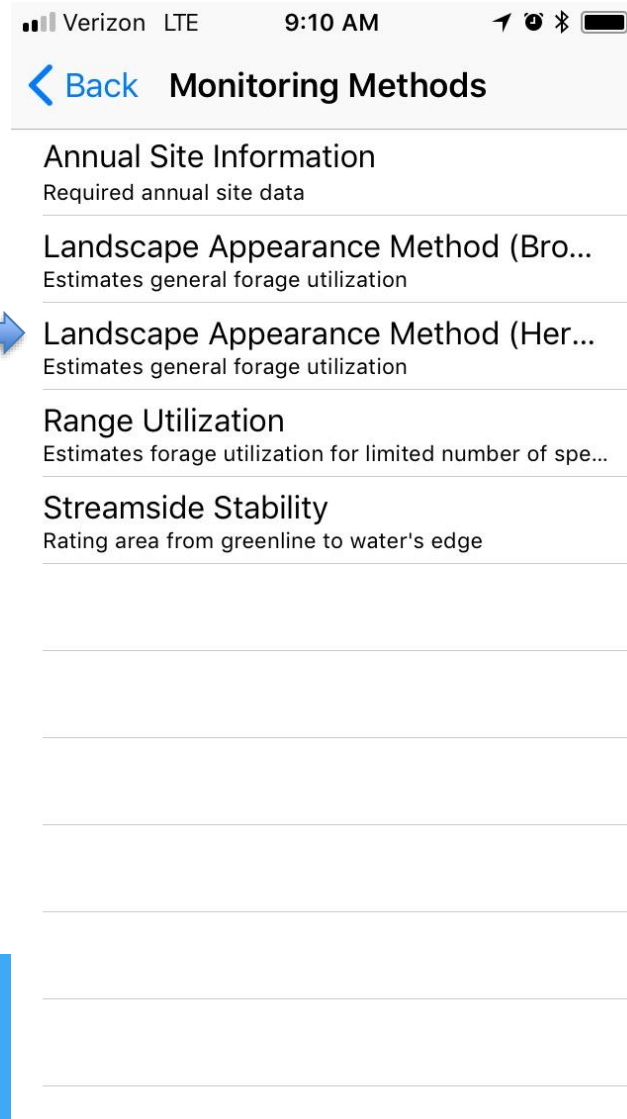 Verizon LTE 9:10 AM
Back Monitoring Methods
Annual Site Information
Required annual site data
Landscape Appearance Method (Bro...
Estimates general forage utilization
Landscape Appearance Method (Her...
Estimates general forage utilization
Range Utilization
Estimates forage utilization for limited number of spe...
Streamside Stability
Rating area from greenline to water's edge